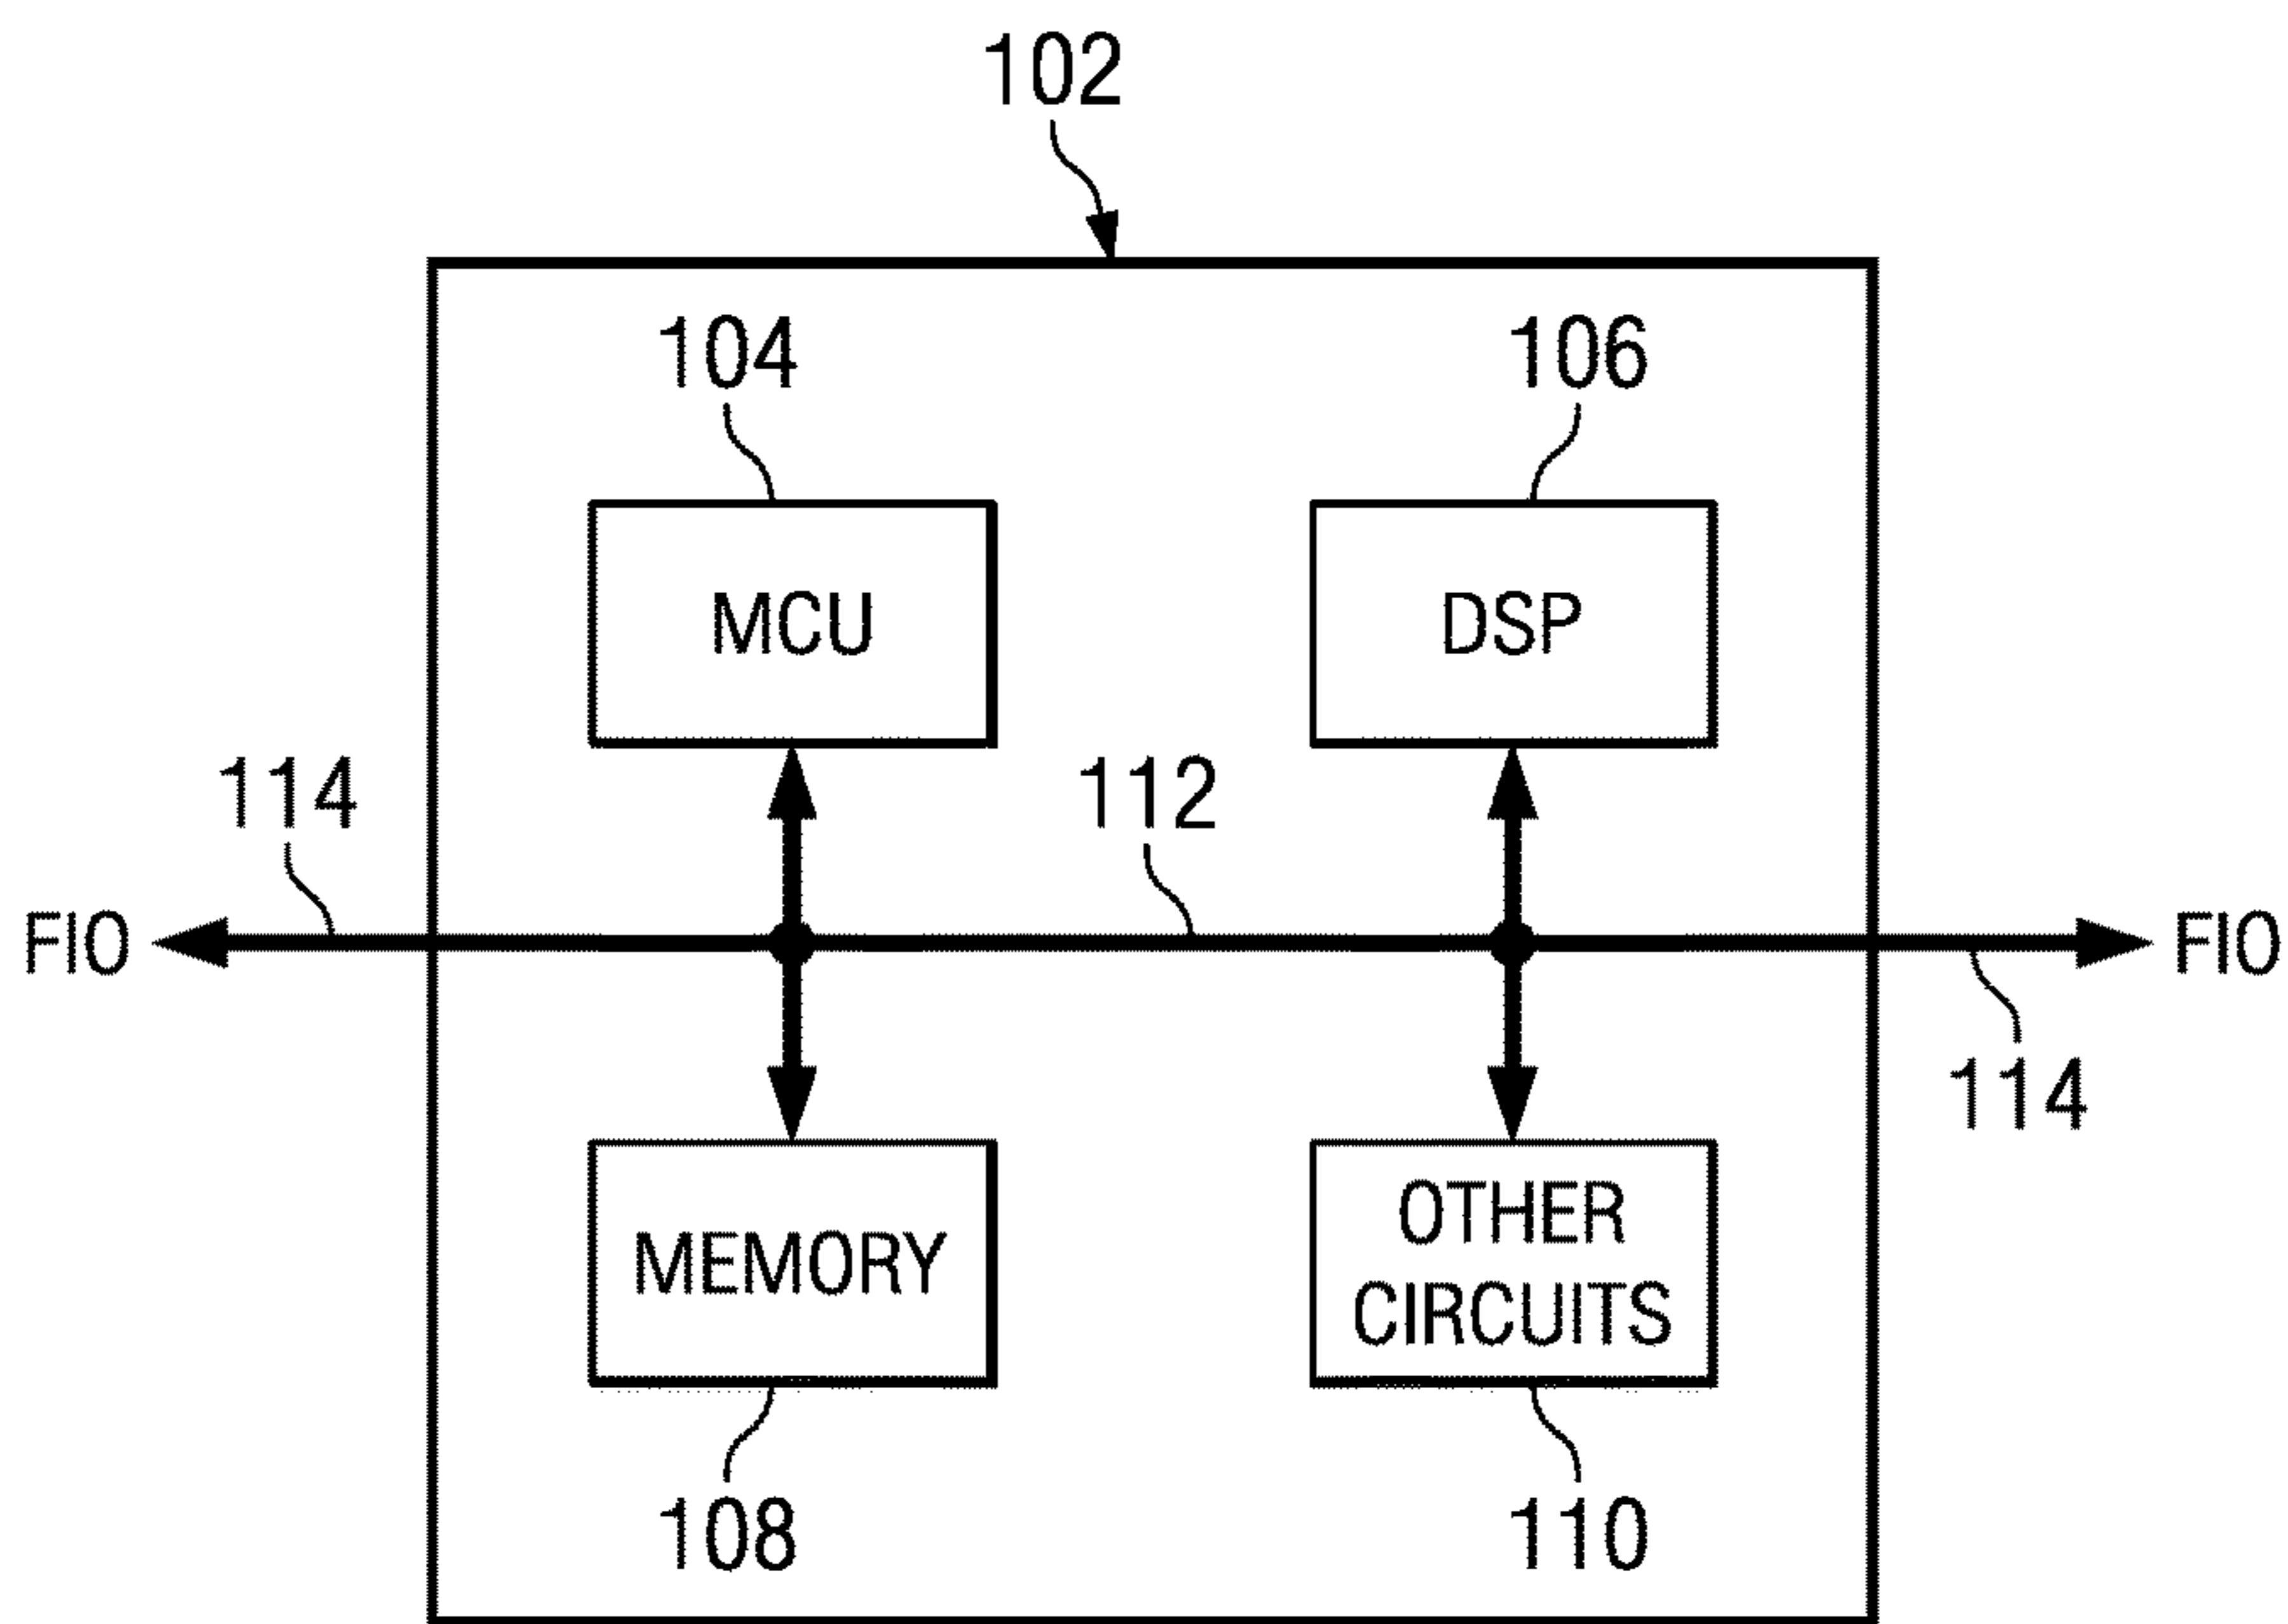 102
104
106
MCU
DSP
114
112
FIO
FIO
114
MEMORY
OTHER
CIRCUITS
108
110